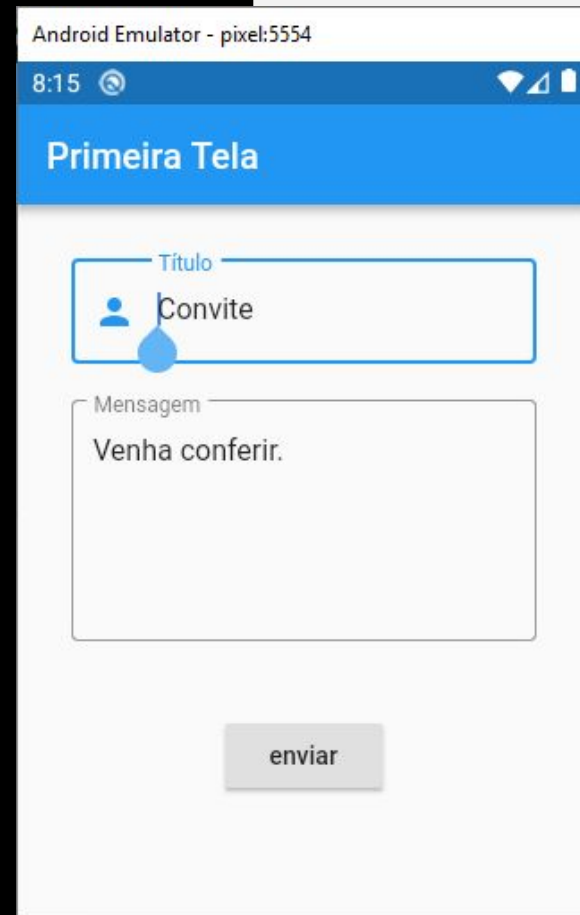 Android Emulator - pixel:5554
8:15
Primeira Tela
Título
Convite
Mensagem
Venha conferir.
enviar